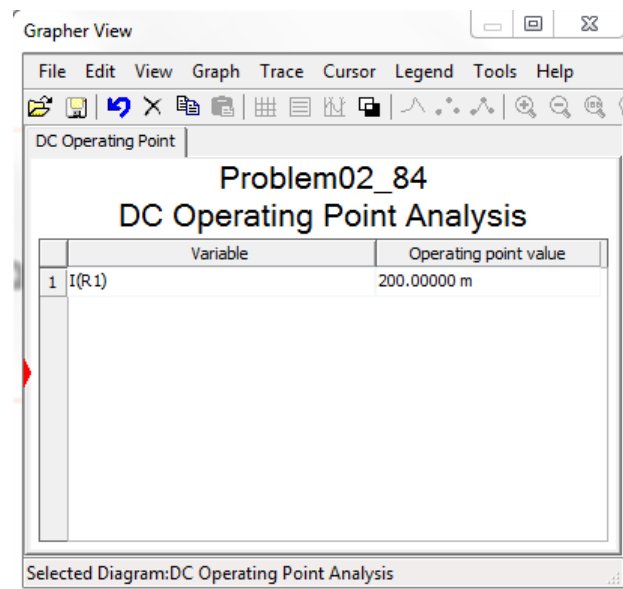 Grapher View
File Edit View Graph Trace Cursor Legend Tools Help
DC Operating Point
Problem02_84
DC Operating Point Analysis
Variable Operating point value
1 I(R1) 200.00000 m
Selected Diagram:DC Operating Point Analysis